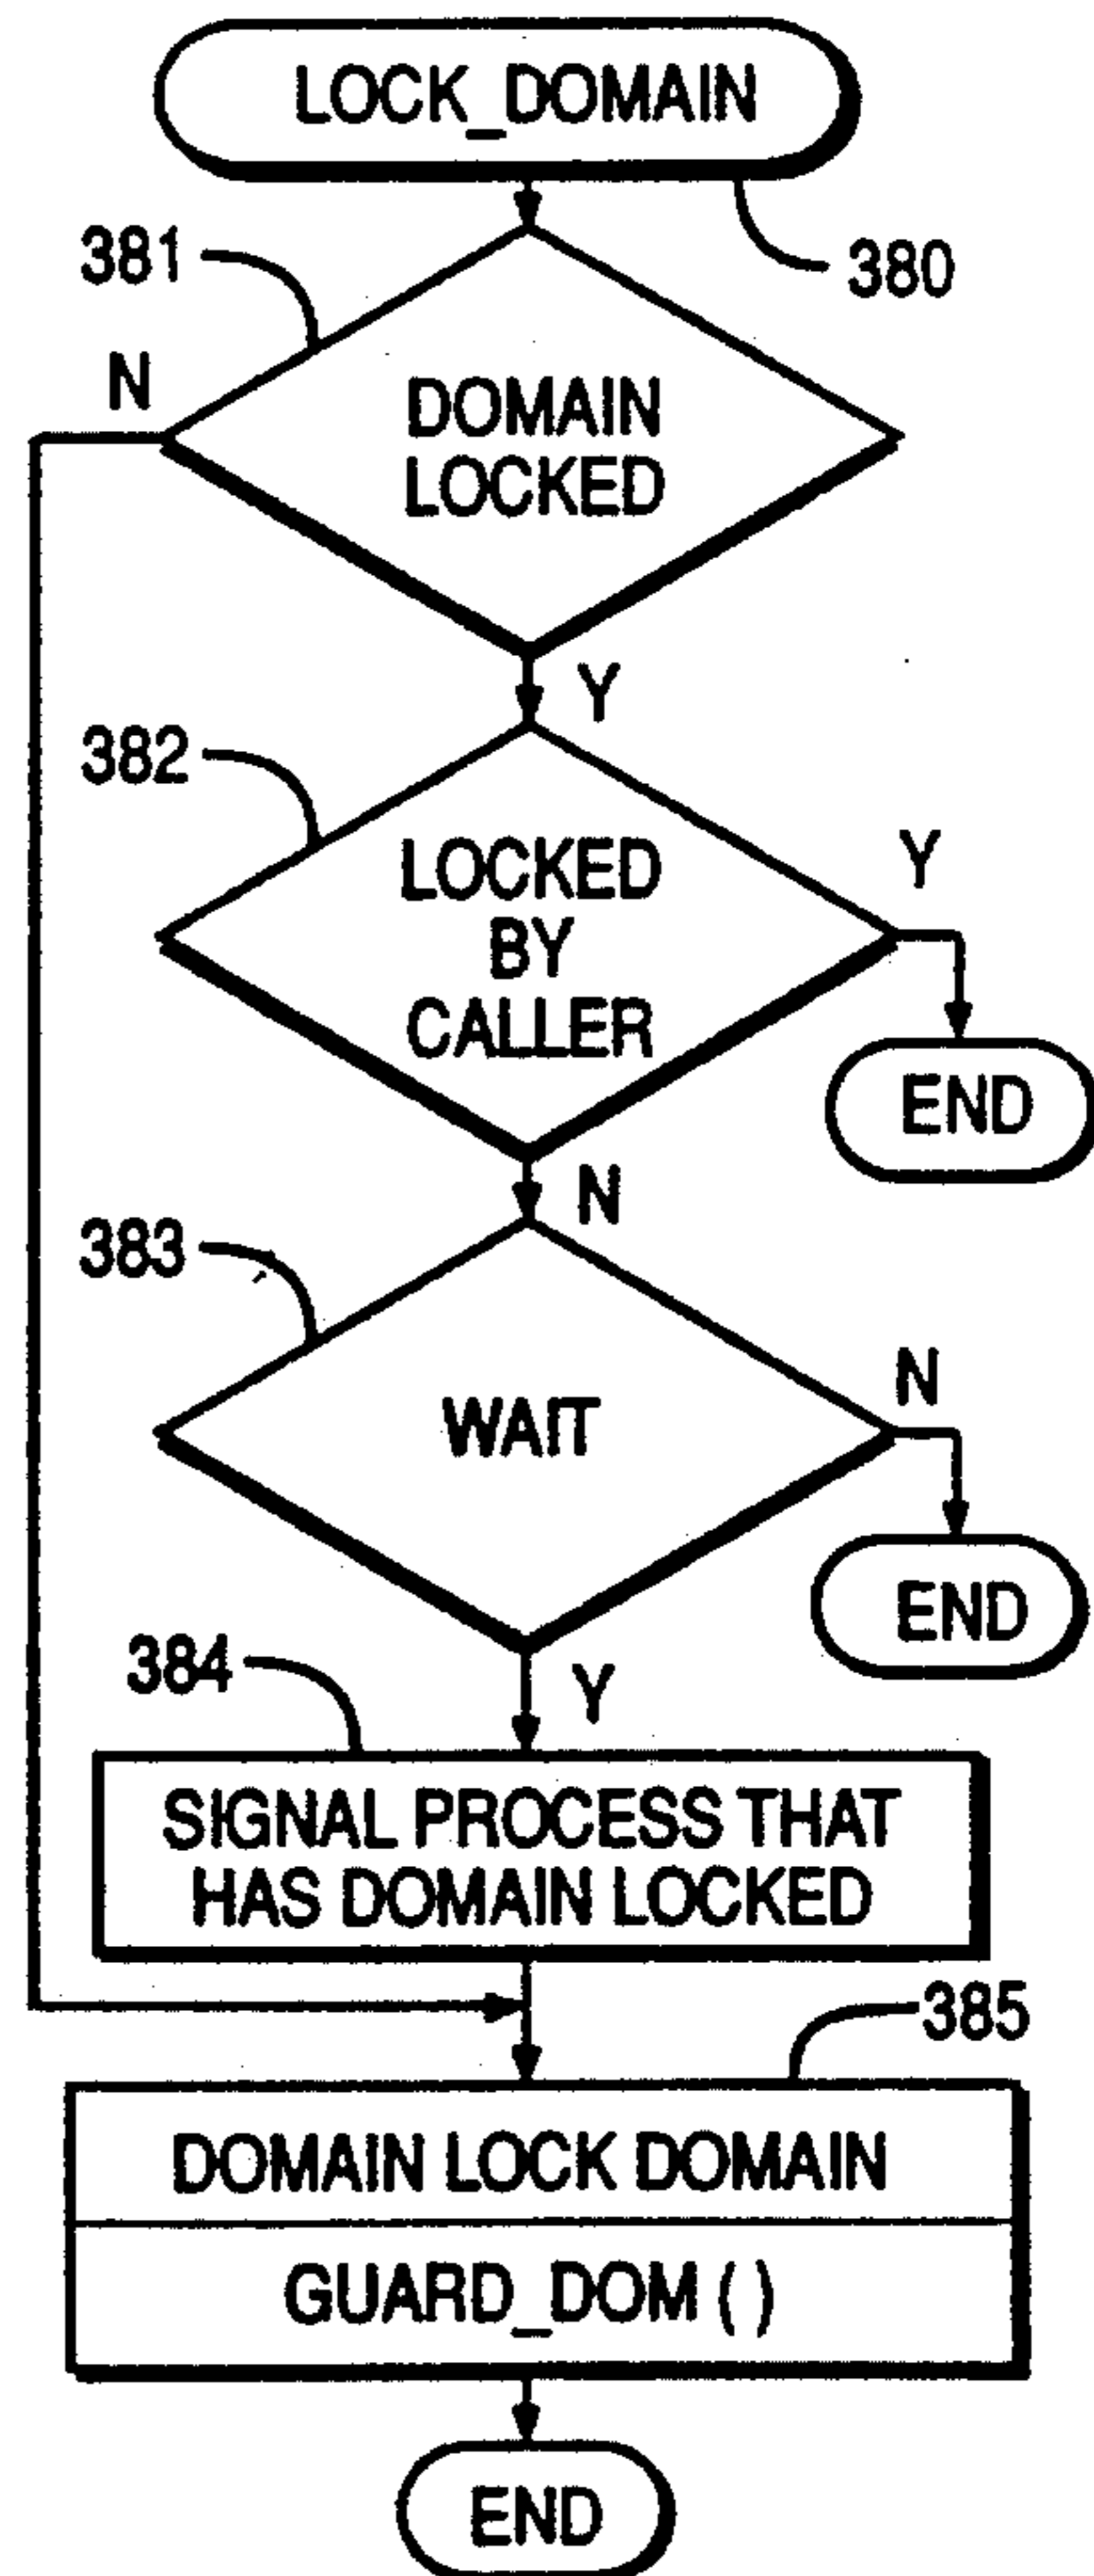 LOCK_DOMAIN
380
381
N
DOMAIN
LOCKED
Y
382
LOCKED
BY
CALLER
Y
END
N
383
WAIT
N
END
Y
384
SIGNAL PROCESS THAT
HAS DOMAIN LOCKED
385
DOMAIN LOCK DOMAIN
GUARD_DOM ( )
END